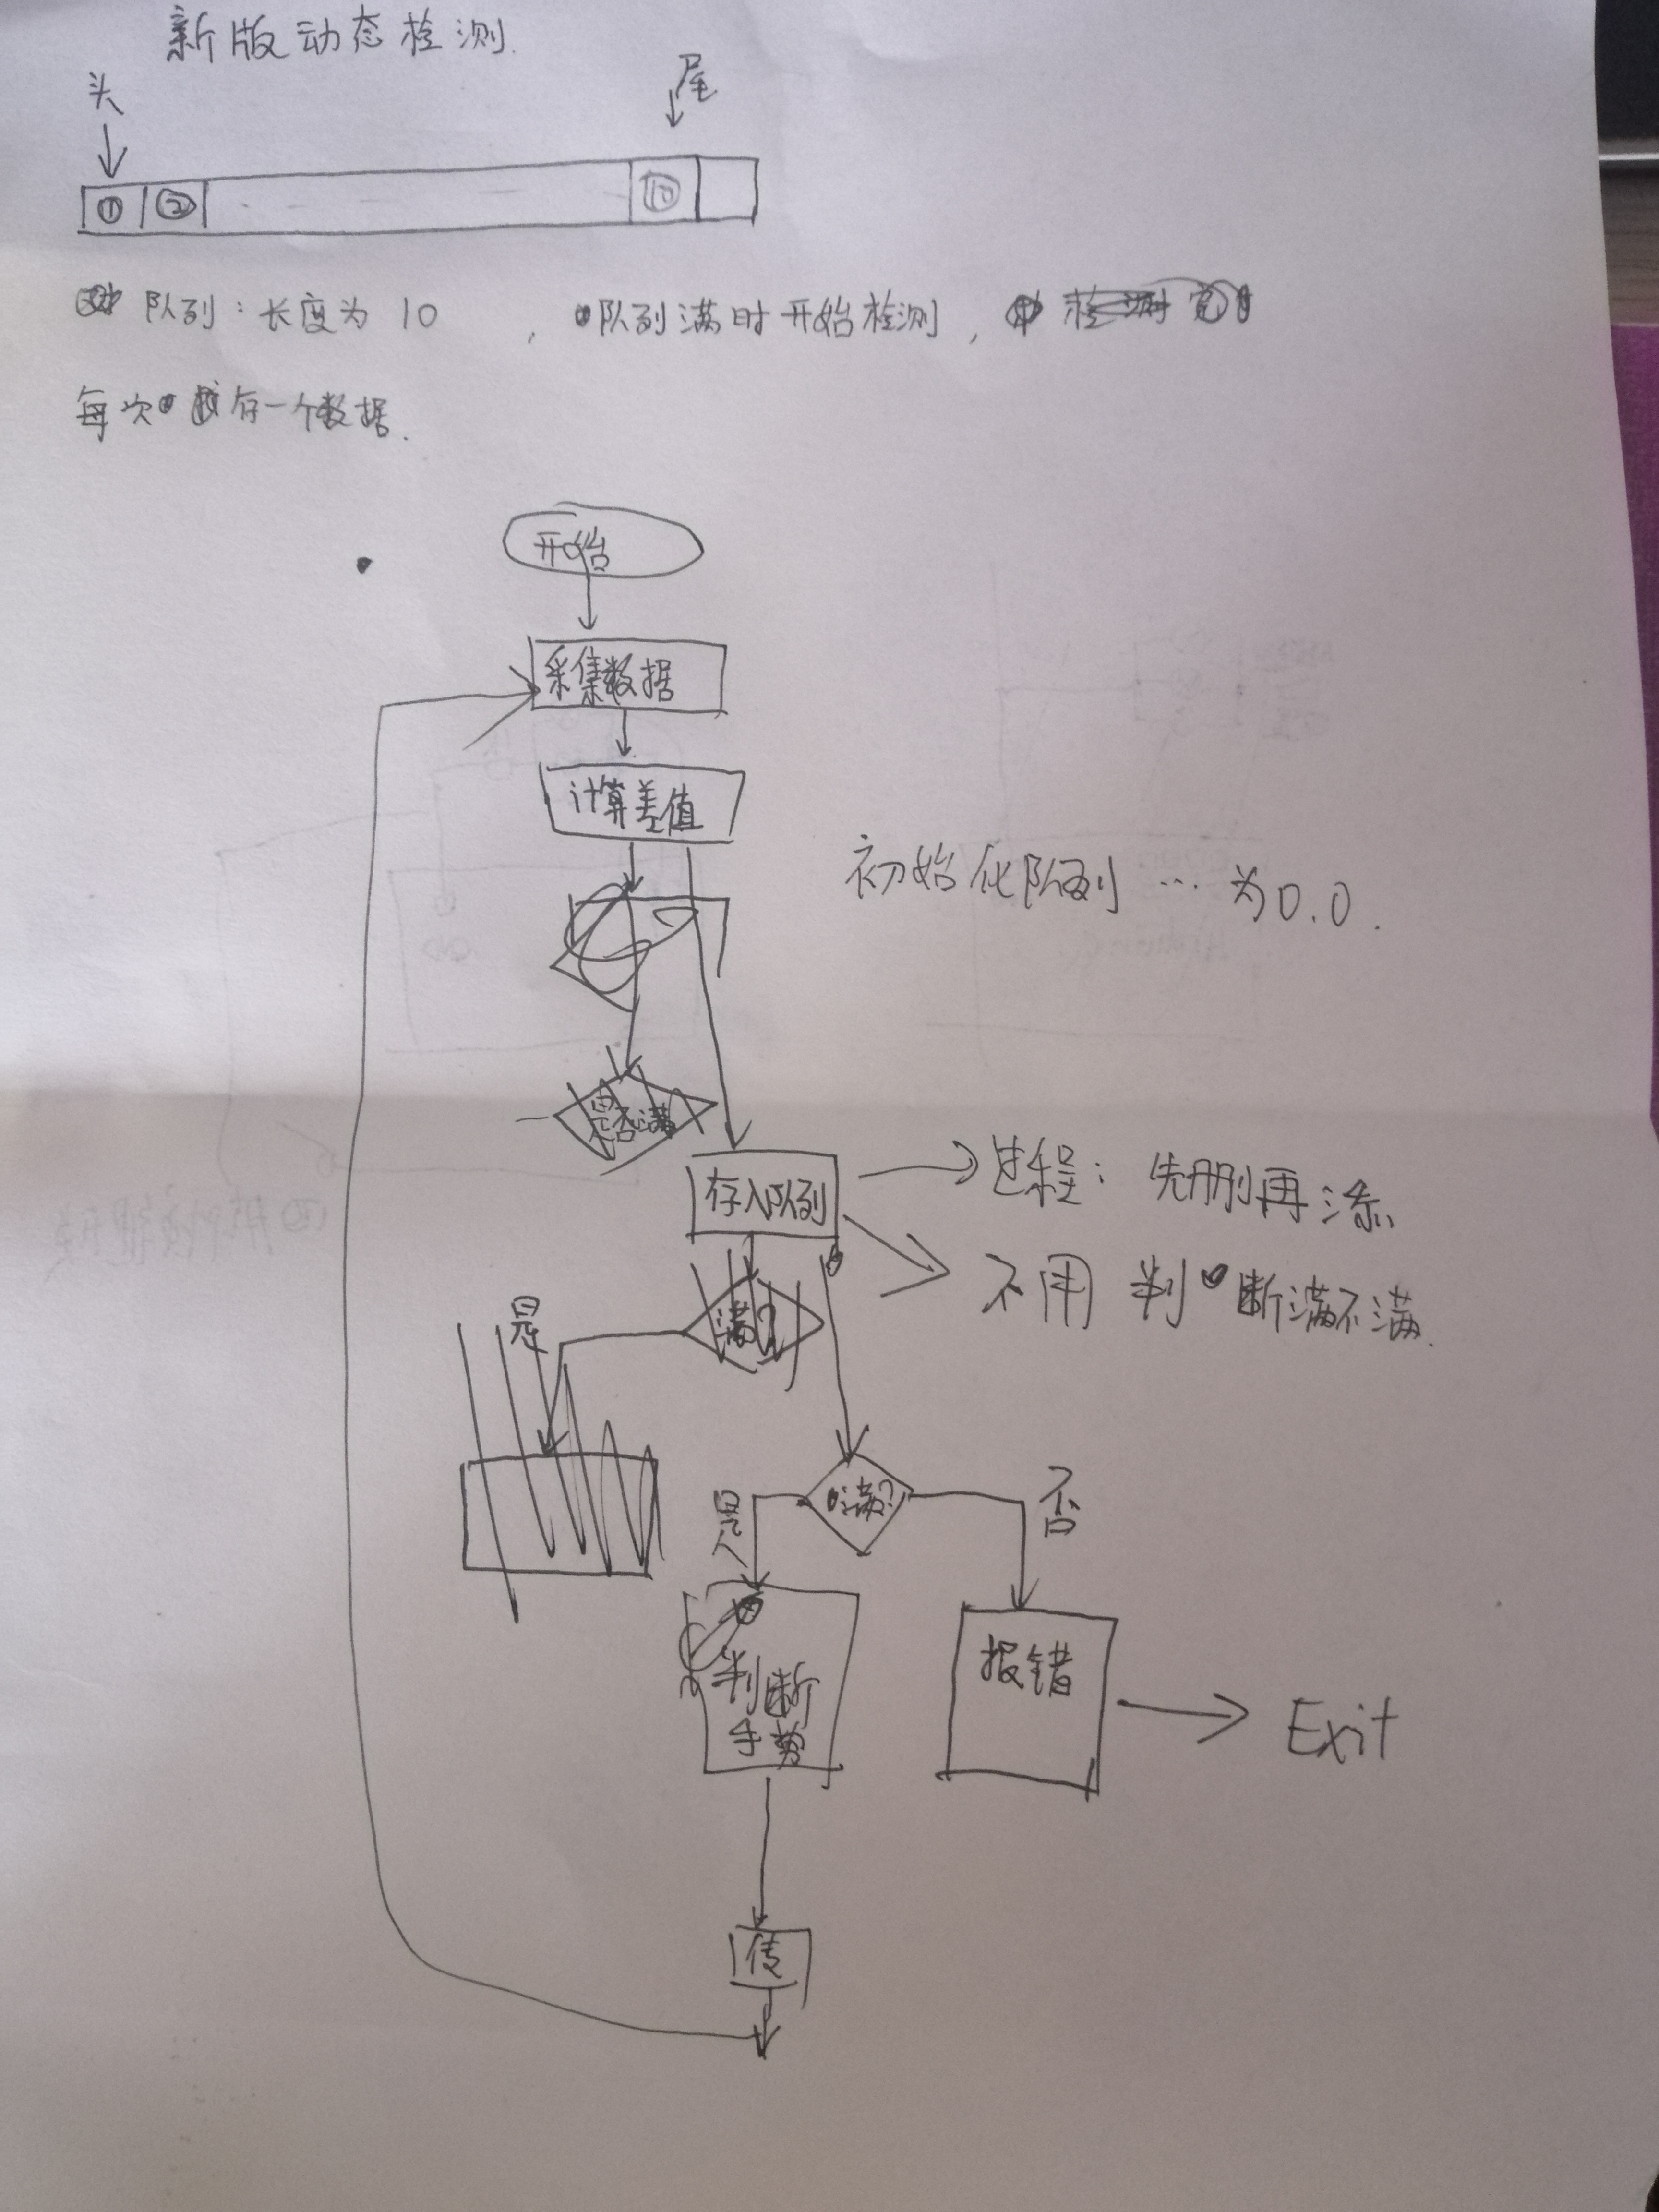 新版动态检测.
头
尾
① ② ⑩
队列：长度为 10 ，队列满时开始检测，
每次存一个数据.
开始
采集数据
计算差值
初始化队列 … 为0.0.
是否满
存入队列
过程：先删再添
不用判断满不满.
满？
是
满？
是
否
判断
手势
报错
Exit
传